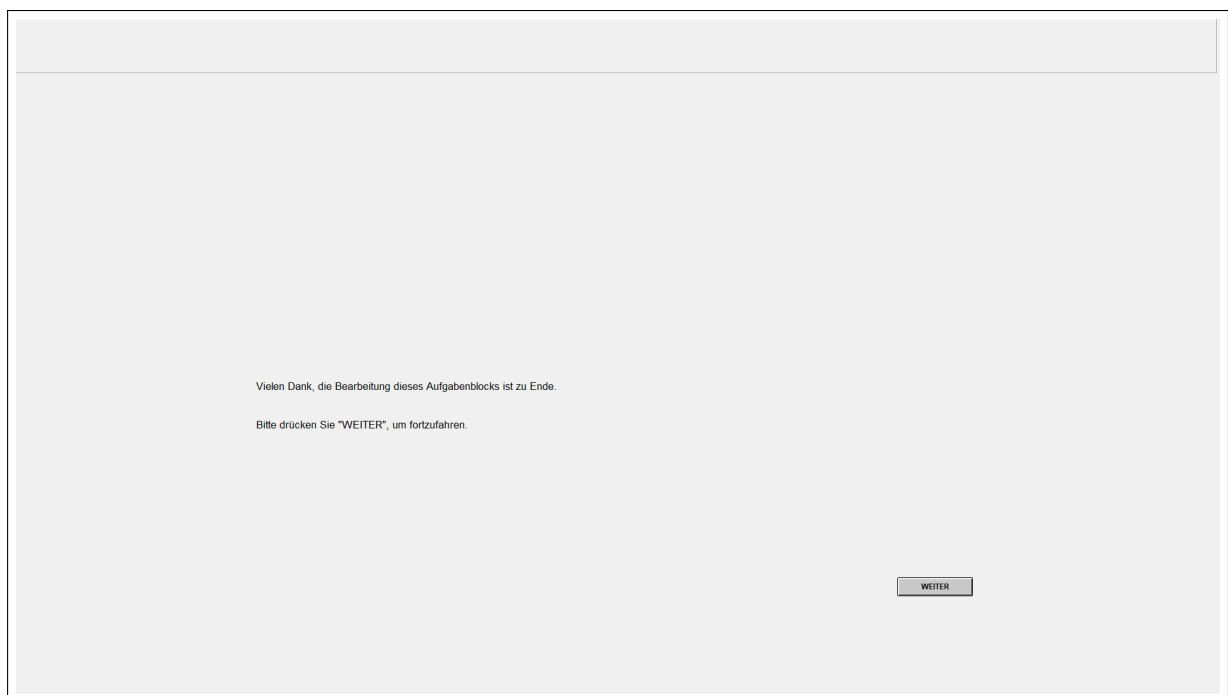 Vielen Dank, die Bearbeitung dieses Aufgabenblocks ist zu Ende.
Bitte drücken Sie "WEITER", um fortzufahren.
WEITER